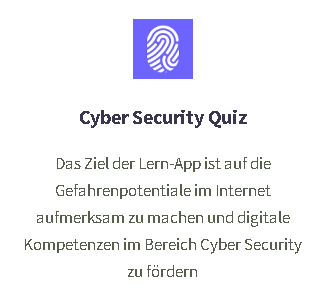 Cyber Security Quiz
Das Ziel der Lern-App ist auf die
Gefahrenpotentiale im Internet
aufmerksam zu machen und digitale
Kompetenzen im Bereich Cyber Security
zu fördern